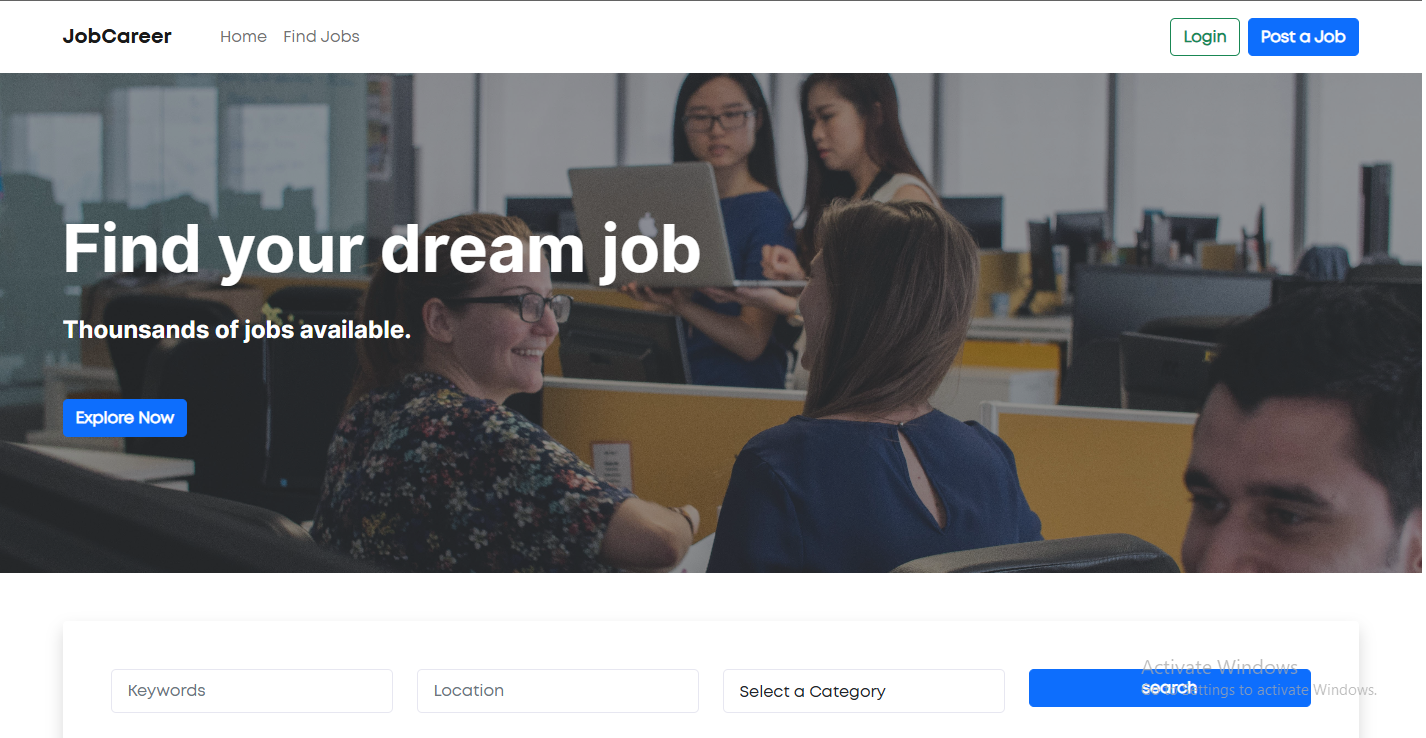 JobCareer Home Find Jobs Login Post a Job
Find your dream job
Thounsands of jobs available.
Explore Now
Keywords Location Select a Category search
Activate Windows
Go to Settings to activate Windows.